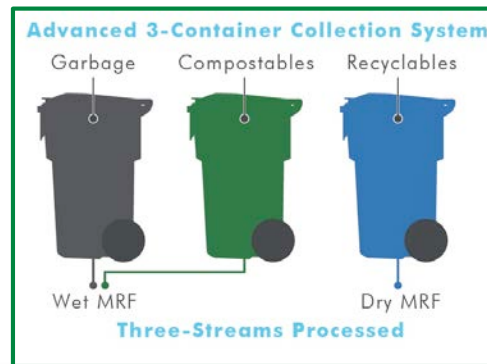 Advanced 3-Container Collection System
Garbage Compostables Recyclables
Wet MRF Dry MRF
Three-Streams Processed